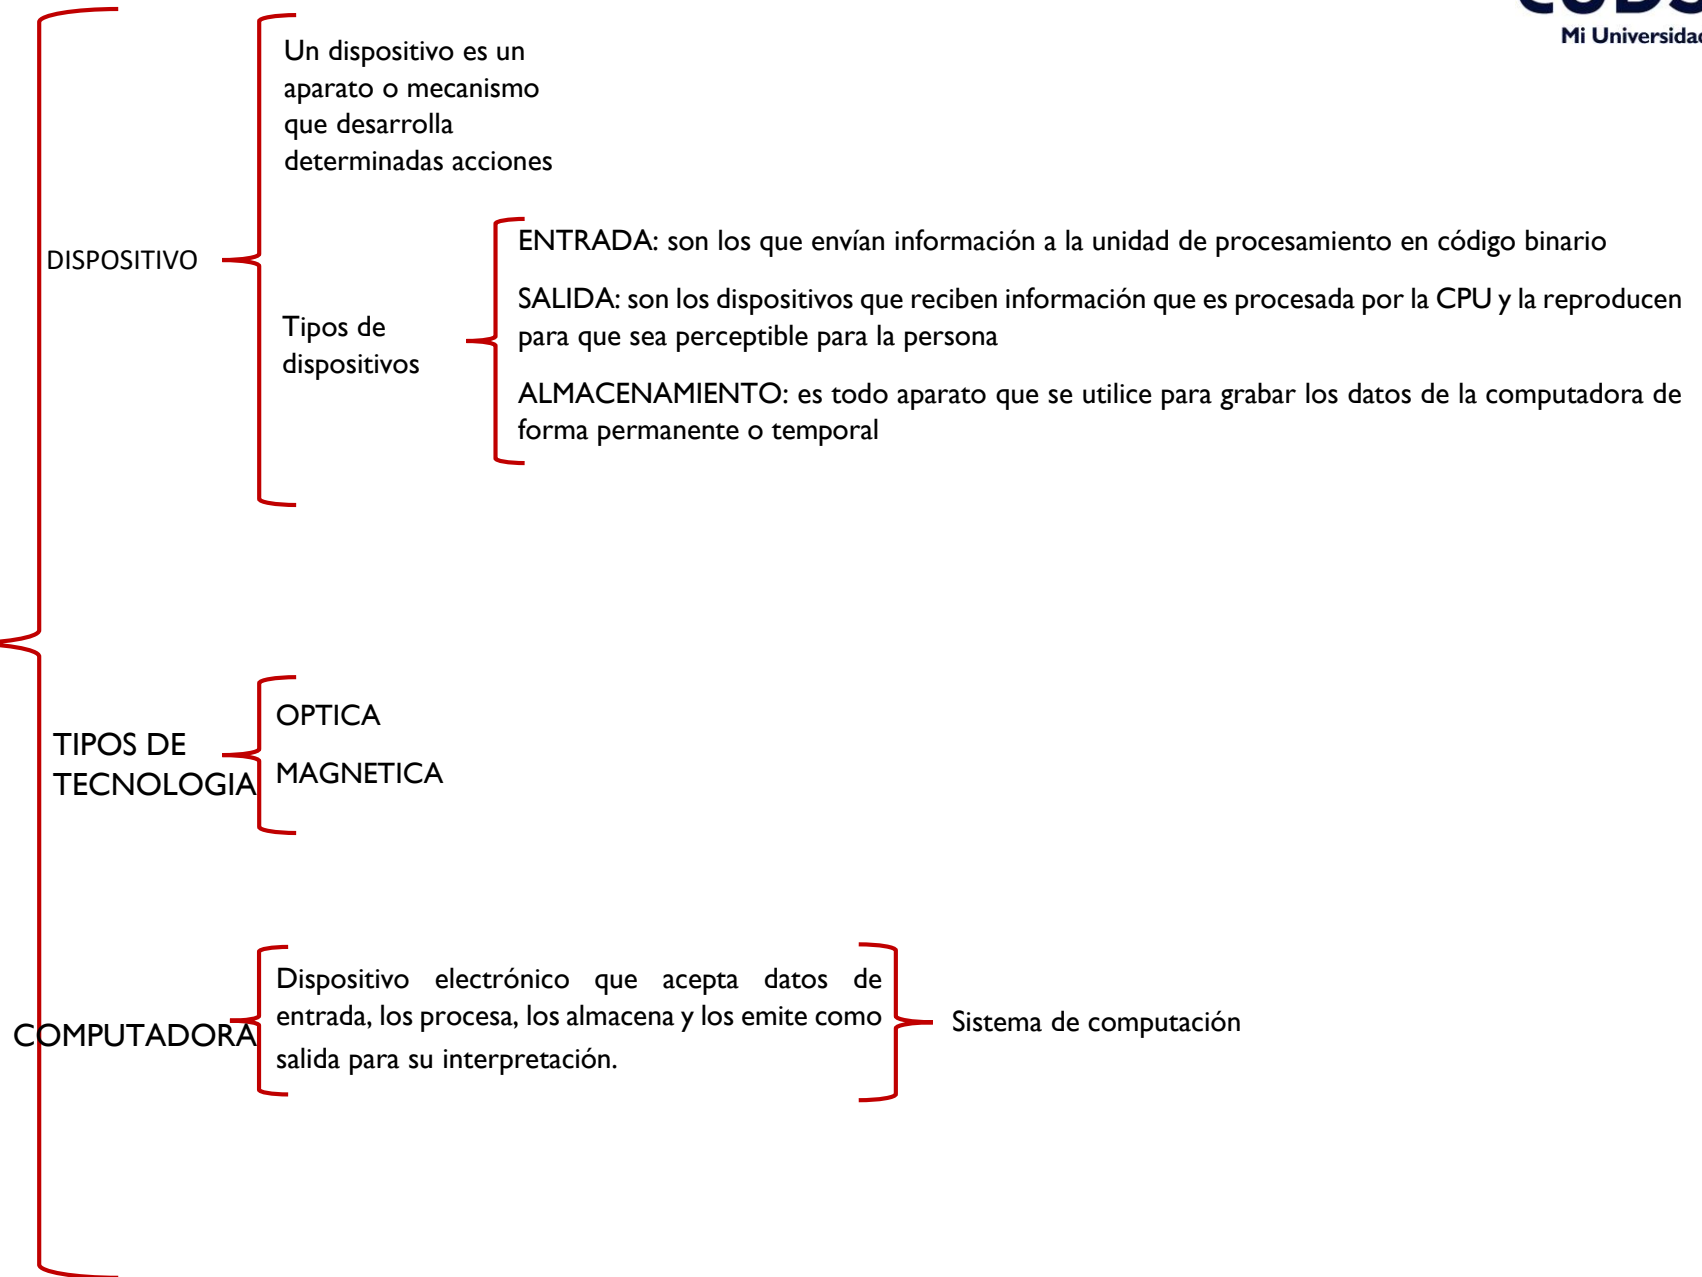 Mi Universidad
Un dispositivo es un
aparato o mecanismo
que desarrolla
determinadas acciones
DISPOSITIVO
Tipos de
dispositivos
ENTRADA: son los que envían información a la unidad de procesamiento en código binario
SALIDA: son los dispositivos que reciben información que es procesada por la CPU y la reproducen
para que sea perceptible para la persona
ALMACENAMIENTO: es todo aparato que se utilice para grabar los datos de la computadora de
forma permanente o temporal
TIPOS DE
TECNOLOGIA
OPTICA
MAGNETICA
COMPUTADORA
Dispositivo electrónico que acepta datos de
entrada, los procesa, los almacena y los emite como
salida para su interpretación.
Sistema de computación